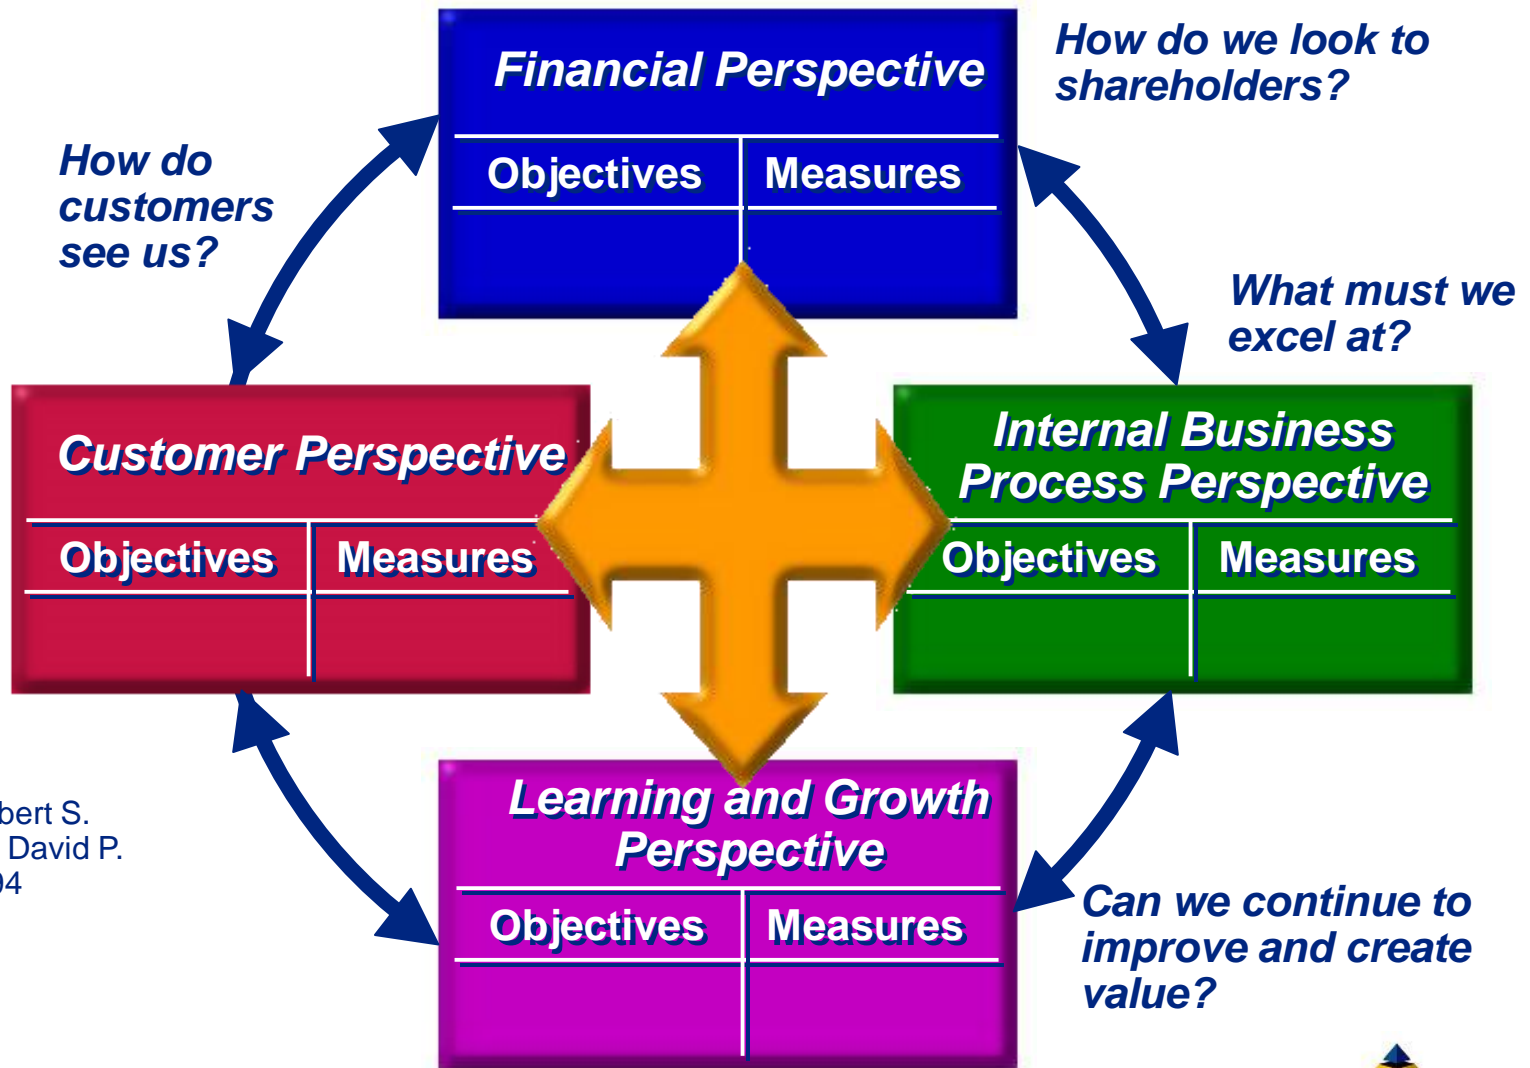 Financial Perspective
Objectives Measures
How do we look to
shareholders?
How do
customers
see us?
What must we
excel at?
Customer Perspective
Objectives Measures
Internal Business
Process Perspective
Objectives Measures
Learning and Growth
Perspective
Objectives Measures
bert S.
David P.
94
Can we continue to
improve and create
value?